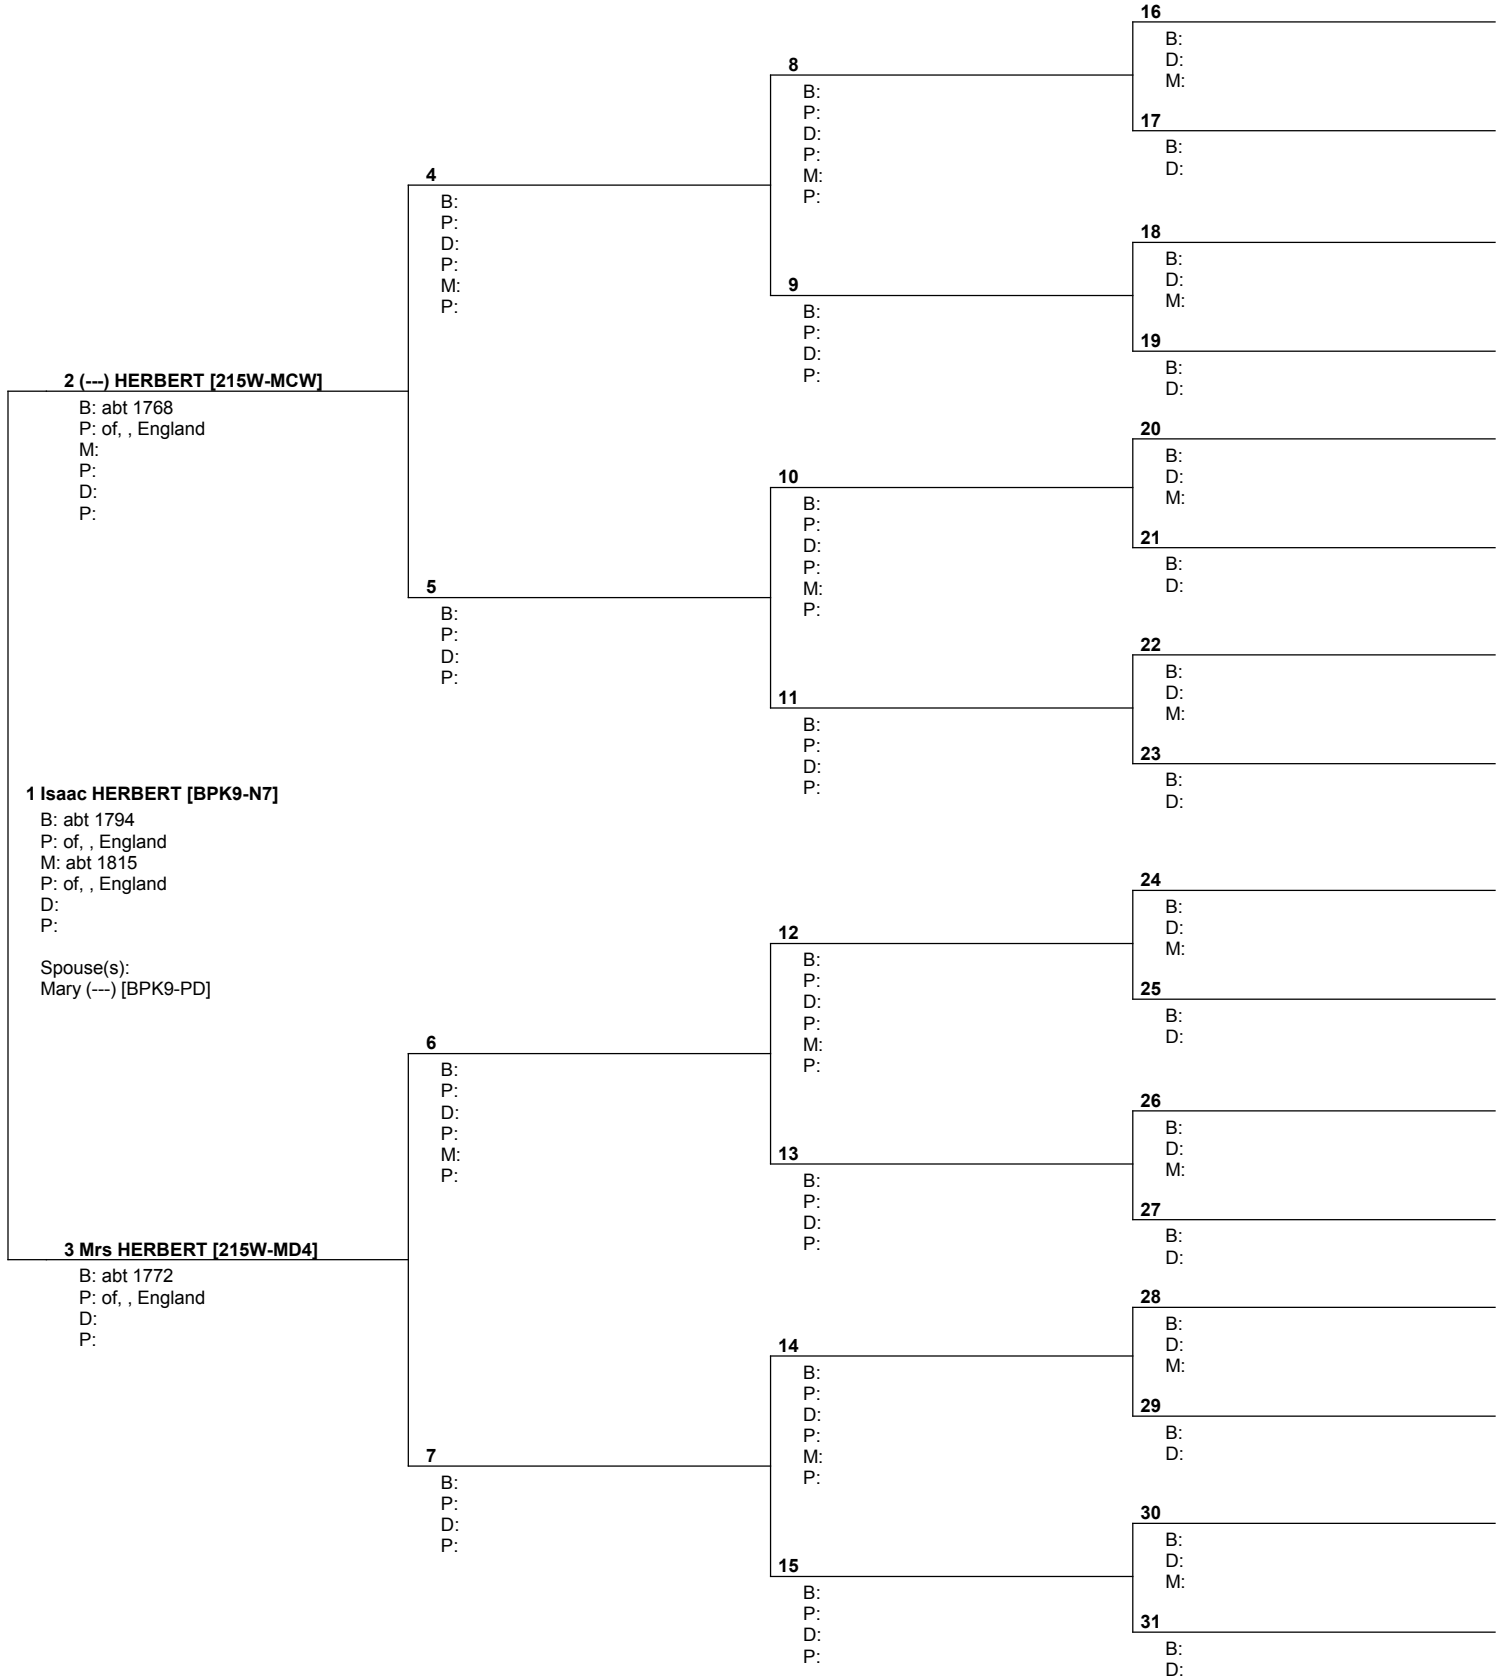 1 Isaac HERBERT [BPK9-N7]
B: abt 1794
P: of, , England
M: abt 1815
P: of, , England
D:
P:
Spouse(s):
Mary (---) [BPK9-PD]
2 (---) HERBERT [215W-MCW]
B: abt 1768
P: of, , England
M:
P:
D:
P:
3 Mrs HERBERT [215W-MD4]
B: abt 1772
P: of, , England
D:
P:
4
B:
P:
D:
P:
M:
P:
5
B:
P:
D:
P:
6
B:
P:
D:
P:
M:
P:
7
B:
P:
D:
P:
8
B:
P:
D:
P:
M:
P:
9
B:
P:
D:
P:
10
B:
P:
D:
P:
M:
P:
11
B:
P:
D:
P:
12
B:
P:
D:
P:
M:
P:
13
B:
P:
D:
P:
14
B:
P:
D:
P:
M:
P:
15
B:
P:
D:
P:
16
B:
D:
M:
17
B:
D:
18
B:
D:
M:
19
B:
D:
20
B:
D:
M:
21
B:
D:
22
B:
D:
M:
23
B:
D:
24
B:
D:
M:
25
B:
D:
26
B:
D:
M:
27
B:
D:
28
B:
D:
M:
29
B:
D:
30
B:
D:
M:
31
B:
D: